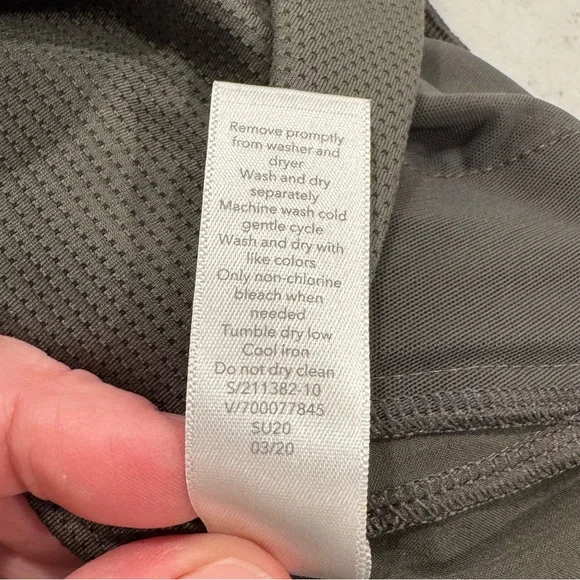 Remove promptly
from washer and
dryer
Wash and dry
separately
Machine wash cold
gentle cycle
Wash and dry with
like colors
Only non-chlorine
bleach when
needed
Tumble dry low
Cool iron
Do not dry clean
S/211382-10
V/700077845
SU20
03/20